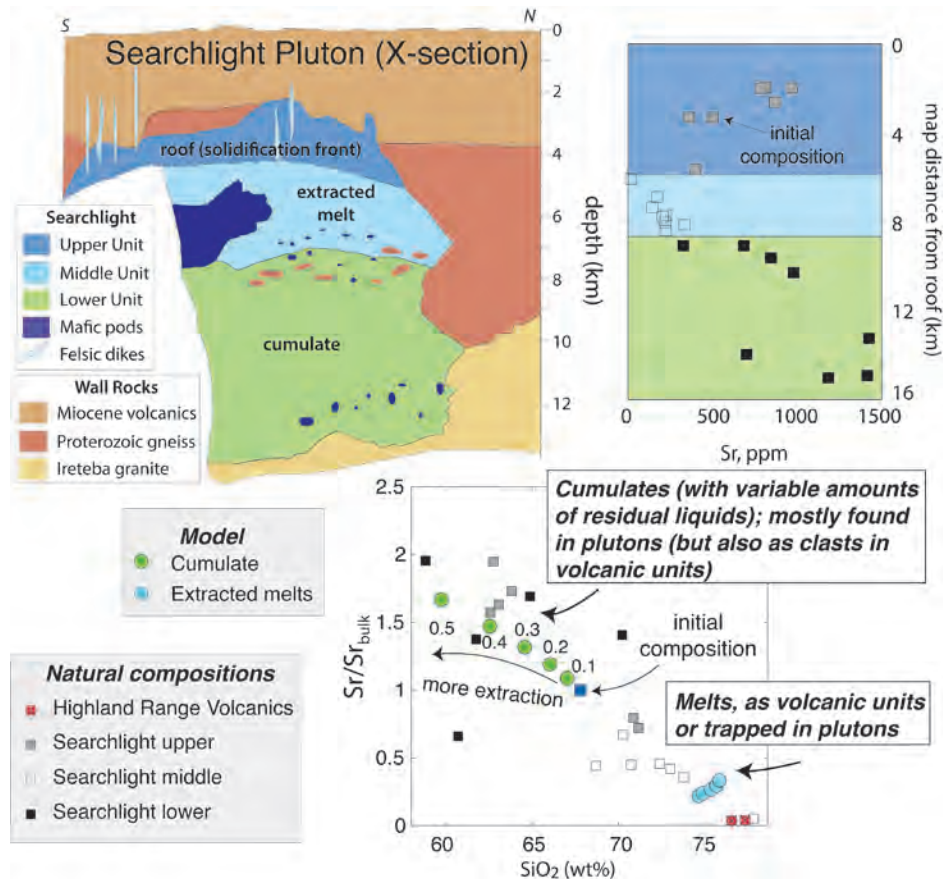 S
N
Searchlight Pluton (X-section)
roof (solidification front)
extracted
melt
cumulate
0
2
4
6
8
10
12
depth (km)
Searchlight
Upper Unit
Middle Unit
Lower Unit
Mafic pods
Felsic dikes
Wall Rocks
Miocene volcanics
Proterozoic gneiss
Ireteba granite
initial
composition
0
4
8
12
16
map distance from roof (km)
0
500
1000
1500
Sr, ppm
Model
Cumulate
Extracted melts
Natural compositions
Highland Range Volcanics
Searchlight upper
Searchlight middle
Searchlight lower
Cumulates (with variable amounts
of residual liquids); mostly found
in plutons (but also as clasts in
volcanic units)
2.5
2
1.5
1
0.5
0
Sr/Srbulk
0.5
0.4
0.3
0.2
0.1
more extraction
initial
composition
Melts, as volcanic units
or trapped in plutons
60
65
70
75
SiO2 (wt%)